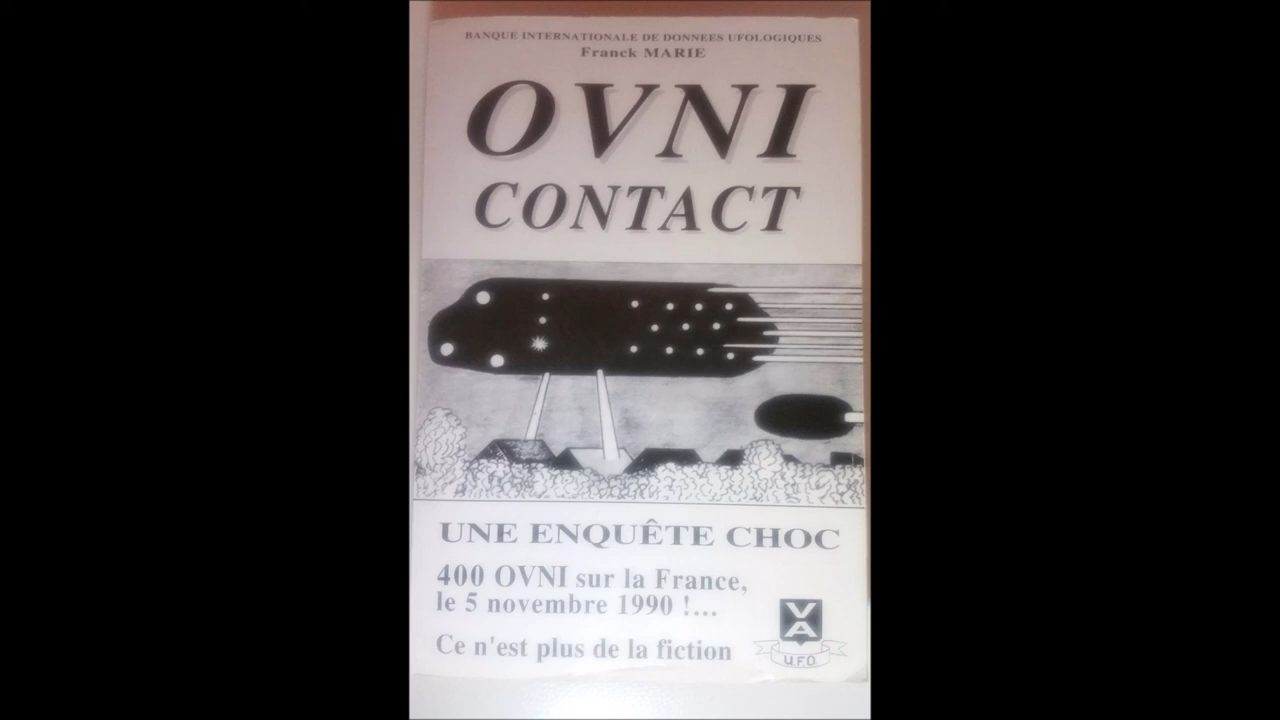 BANQUE INTERNATIONALE DE DONNEES UFOLOGIQUES
Franck MARIE
OVNI
CONTACT
UNE ENQUÊTE CHOC
400 OVNI sur la France,
le 5 novembre 1990 !...
Ce n'est plus de la fiction
VA
U.F.O